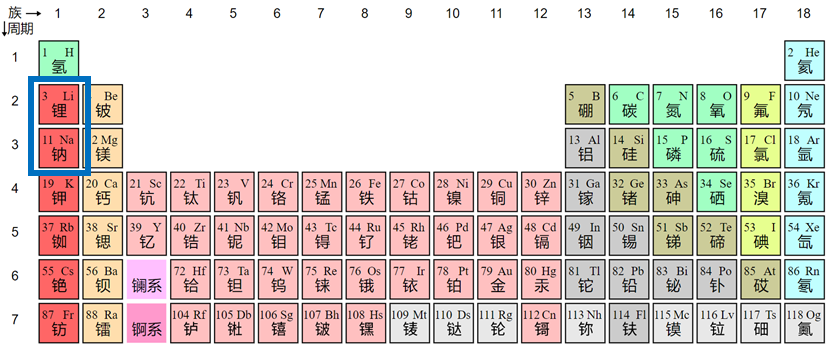 族 → 1 2 3 4 5 6 7 8 9 10 11 12 13 14 15 16 17 18
↓周期
1 1 H 2 He
氢 氦
2 3 Li Be 5 B 6 C 7 N 8 O 9 F 10 Ne
锂 铍 硼 碳 氮 氧 氟 氖
3 11 Na 2 Mg 13 Al 14 Si 15 P 16 S 17 Cl 18 Ar
钠 镁 铝 硅 磷 硫 氯 氩
4 19 K 20 Ca 21 Sc 22 Ti 23 V 24 Cr 25 Mn 26 Fe 27 Co 28 Ni 29 Cu 30 Zn 31 Ga 32 Ge 33 As 34 Se 35 Br 36 Kr
钾 钙 钪 钛 钒 铬 锰 铁 钴 镍 铜 锌 镓 锗 砷 硒 溴 氪
5 37 Rb 38 Sr 39 Y 40 Zr 41 Nb 42 Mo 43 Tc 44 Ru 45 Rh 46 Pd 47 Ag 48 Cd 49 In 50 Sn 51 Sb 52 Te 53 I 54 Xe
铷 锶 钇 锆 铌 钼 锝 钌 铑 钯 银 镉 铟 锡 锑 碲 碘 氙
6 55 Cs 56 Ba 镧系 72 Hf 73 Ta 74 W 75 Re 76 Os 77 Ir 78 Pt 79 Au 80 Hg 81 Tl 82 Pb 83 Bi 84 Po 85 At 86 Rn
铯 钡 铪 钽 钨 铼 锇 铱 铂 金 汞 铊 铅 铋 钋 砹 氡
7 87 Fr 88 Ra 锕系 104 Rf 105 Db 106 Sg 107 Bh 108 Hs 109 Mt 110 Ds 111 Rg 112 Cn 113 Nh 114 Fl 115 Mc 116 Lv 117 Ts 118 Og
钫 镭 𬬻 𬭊 𬭳 𬭛 𬭶 鿏 𫟼 𬬭 鿔 鿭 𫓧 镆 𫟷 鿬 鿫